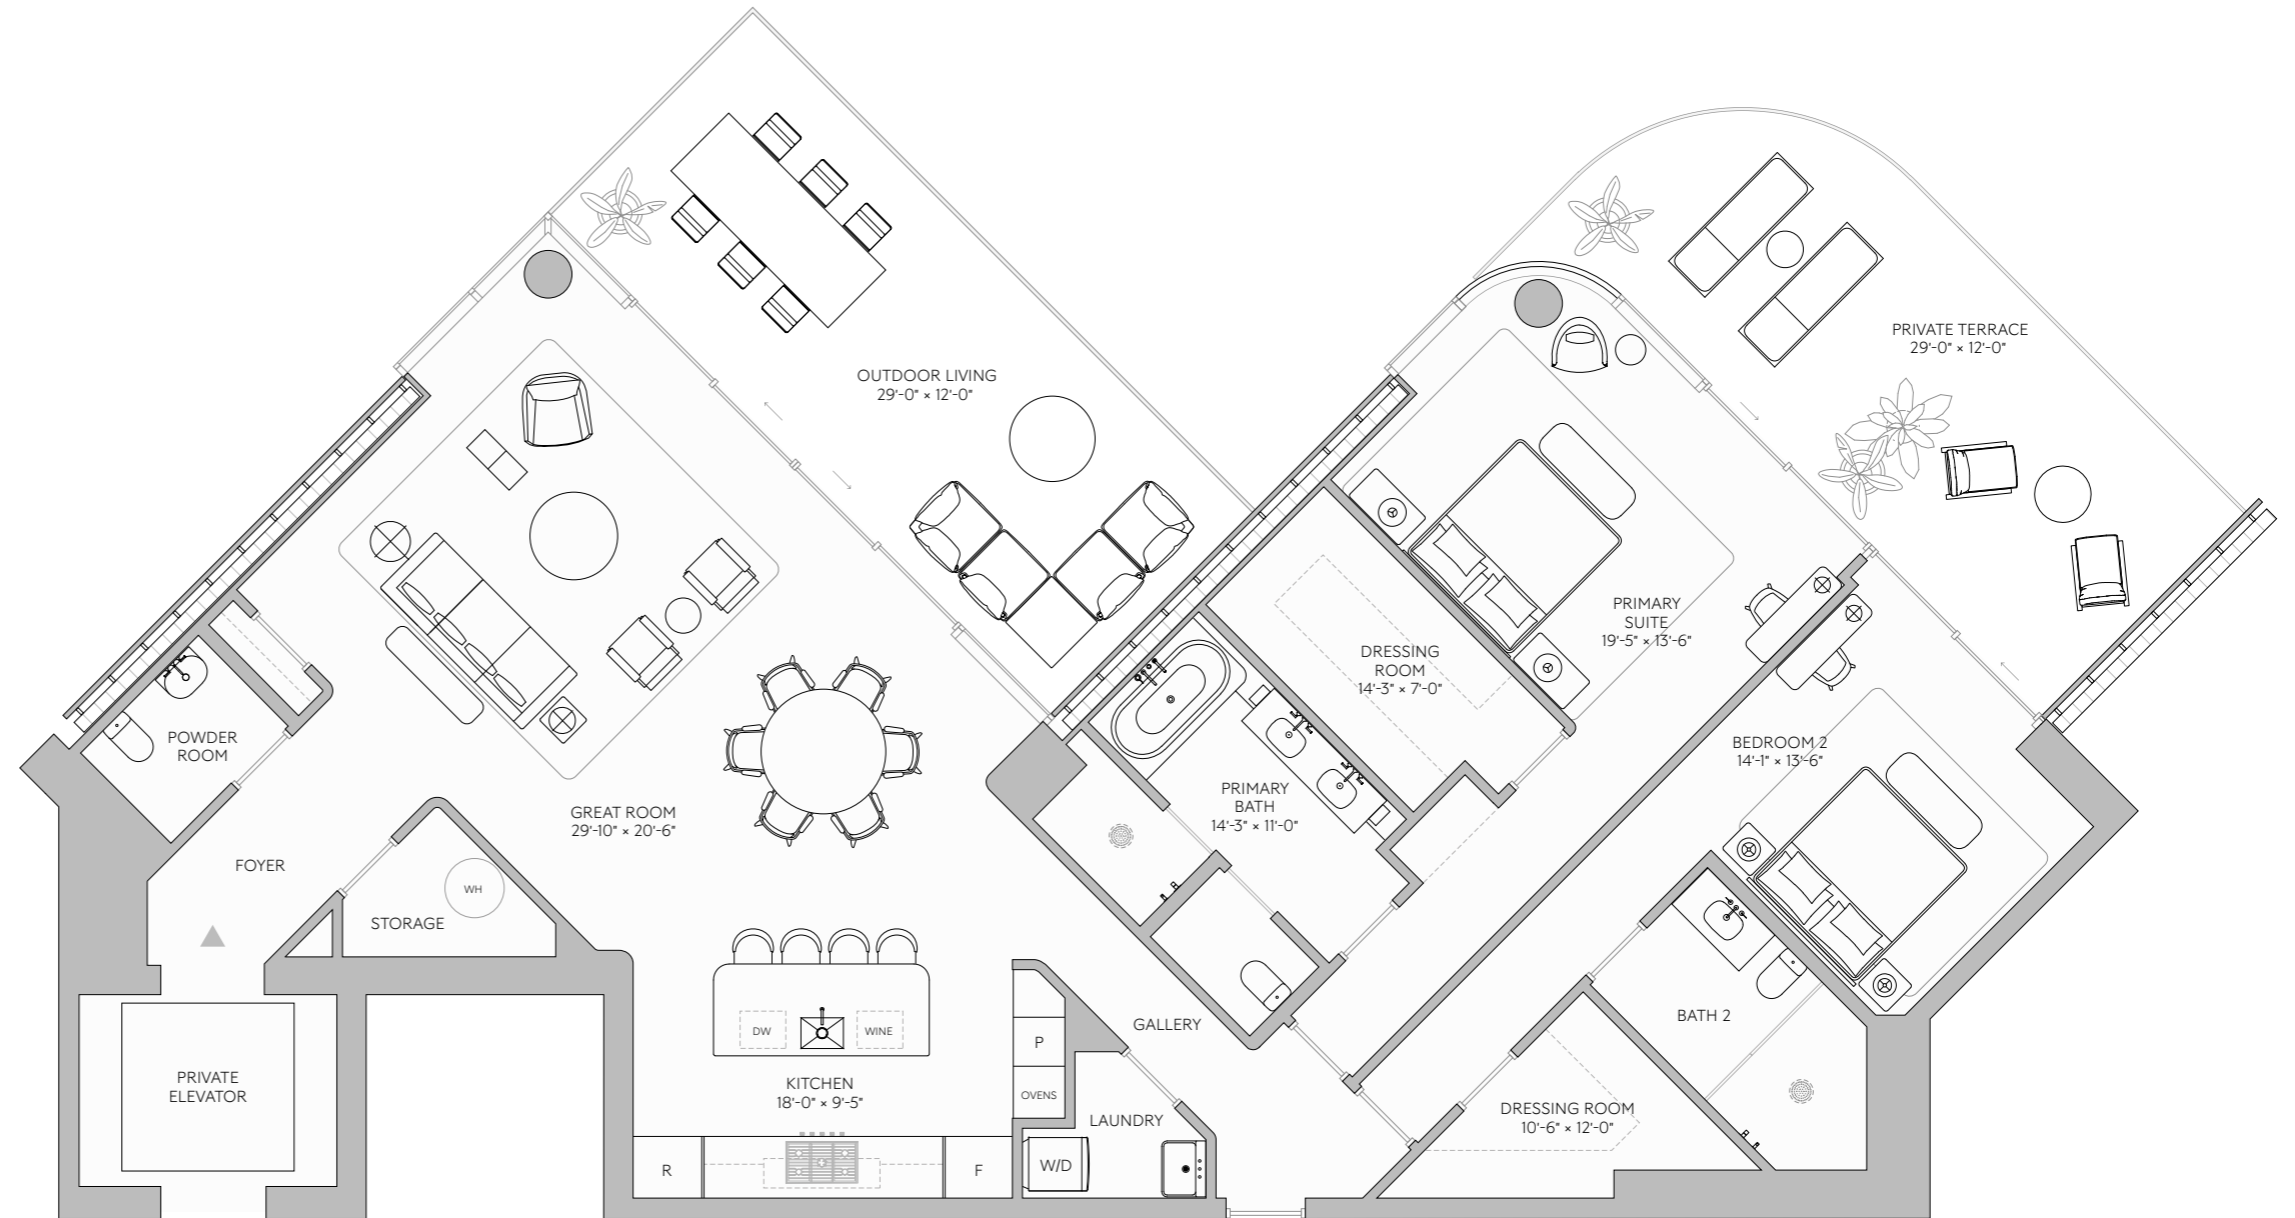 OUTDOOR LIVING
29'-0" × 12'-0"
PRIVATE TERRACE
29'-0" × 12'-0"
PRIMARY
SUITE
19'-5" × 13'-6"
DRESSING
ROOM
14'-3" × 7'-0"
POWDER
ROOM
BEDROOM 2
14'-1" × 13'-6"
PRIMARY
BATH
14'-3" × 11'-0"
GREAT ROOM
29'-10" × 20'-6"
FOYER
WH
STORAGE
GALLERY
BATH 2
DW
WINE
P
PRIVATE
ELEVATOR
KITCHEN
18'-0" × 9'-5"
OVENS
LAUNDRY
DRESSING ROOM
10'-6" × 12'-0"
R
F
W/D